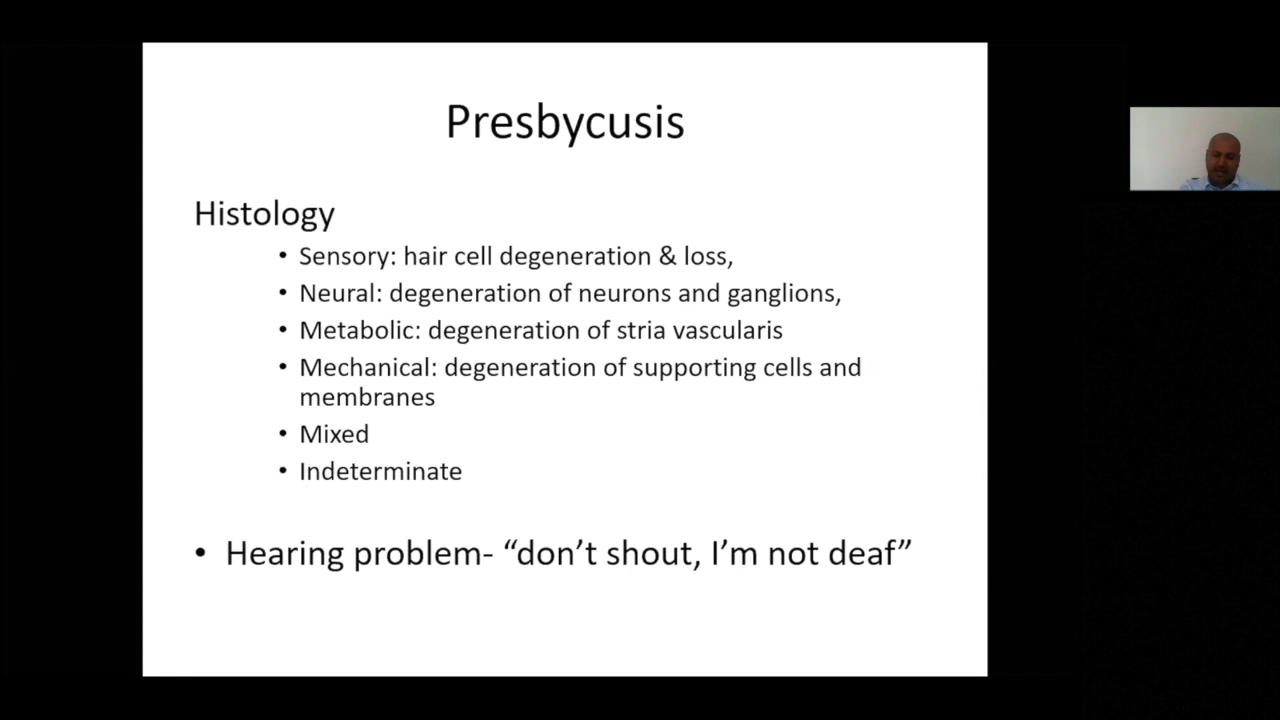 Presbycusis
Histology
• Sensory: hair cell degeneration & loss,
• Neural: degeneration of neurons and ganglions,
• Metabolic: degeneration of stria vascularis
• Mechanical: degeneration of supporting cells and
membranes
• Mixed
• Indeterminate
• Hearing problem- “don’t shout, I’m not deaf”